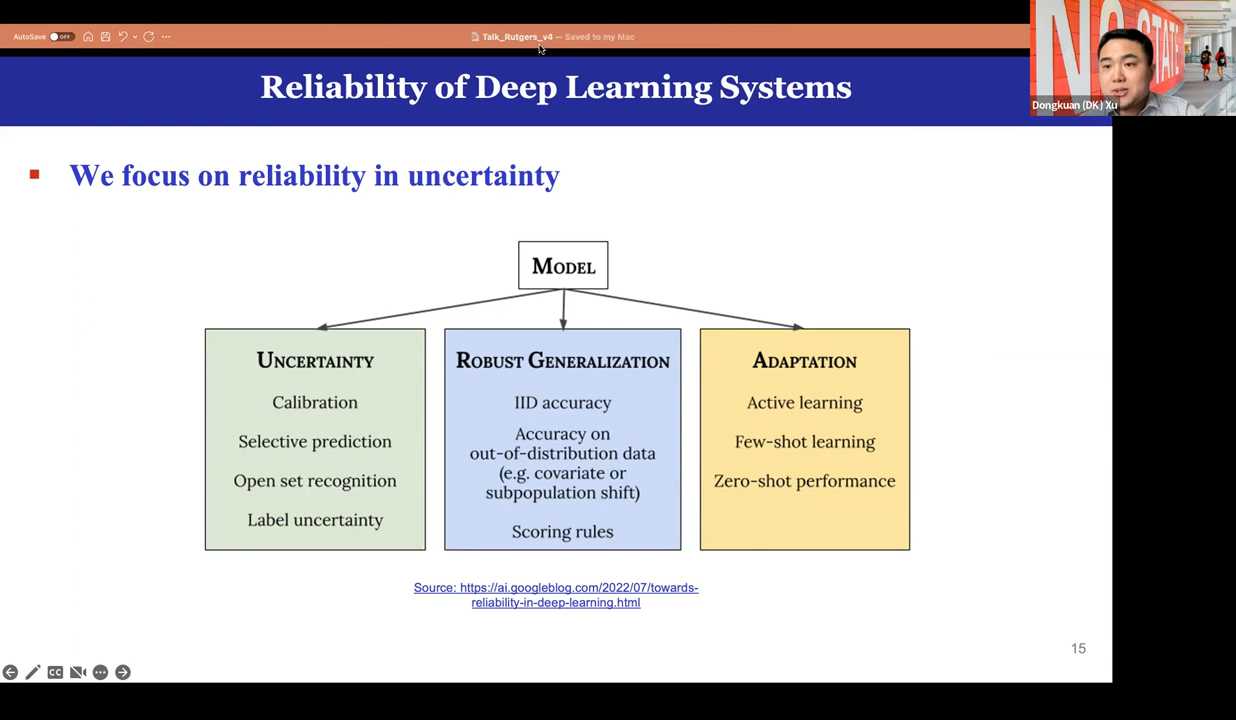 AutoSave OFF
Talk_Rutgers_v4 — Saved to my Mac
NC STATE
Dongkuan (DK) Xu
Reliability of Deep Learning Systems
We focus on reliability in uncertainty
MODEL
UNCERTAINTY
Calibration
Selective prediction
Open set recognition
Label uncertainty
ROBUST GENERALIZATION
IID accuracy
Accuracy on
out-of-distribution data
(e.g. covariate or
subpopulation shift)
Scoring rules
ADAPTATION
Active learning
Few-shot learning
Zero-shot performance
Source: https://ai.googleblog.com/2022/07/towards-
reliability-in-deep-learning.html
15
CC